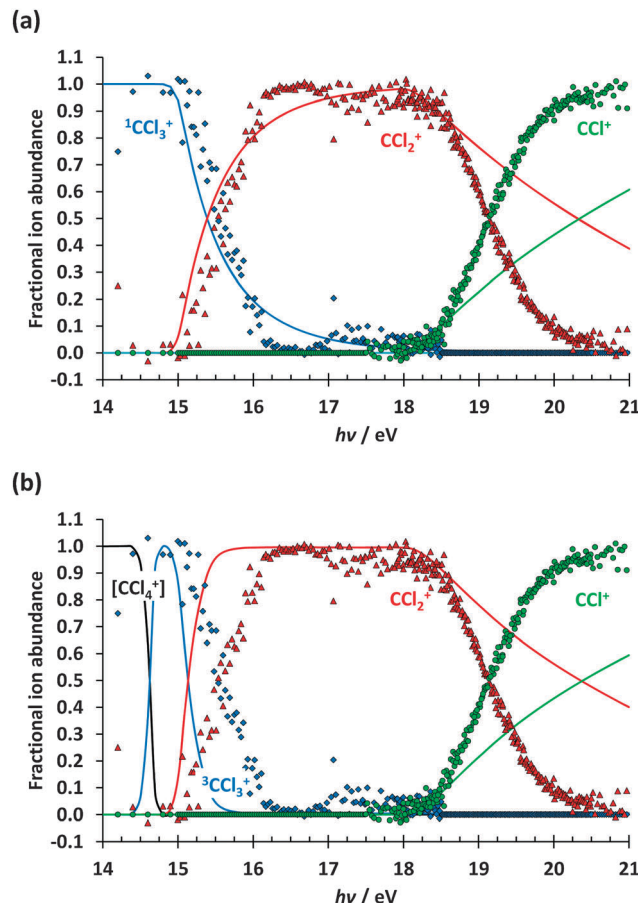 (a)
1.1
1.0
0.9
0.8
0.7
0.6
0.5
0.4
0.3
0.2
0.1
0.0
-0.1
Fractional ion abundance
¹CCl₃⁺
CCl₂⁺
CCl⁺
14 15 16 17 18 19 20 21
hν / eV
(b)
1.1
1.0
0.9
0.8
0.7
0.6
0.5
0.4
0.3
0.2
0.1
0.0
-0.1
Fractional ion abundance
[CCl₄⁺]
³CCl₃⁺
CCl₂⁺
CCl⁺
14 15 16 17 18 19 20 21
hν / eV